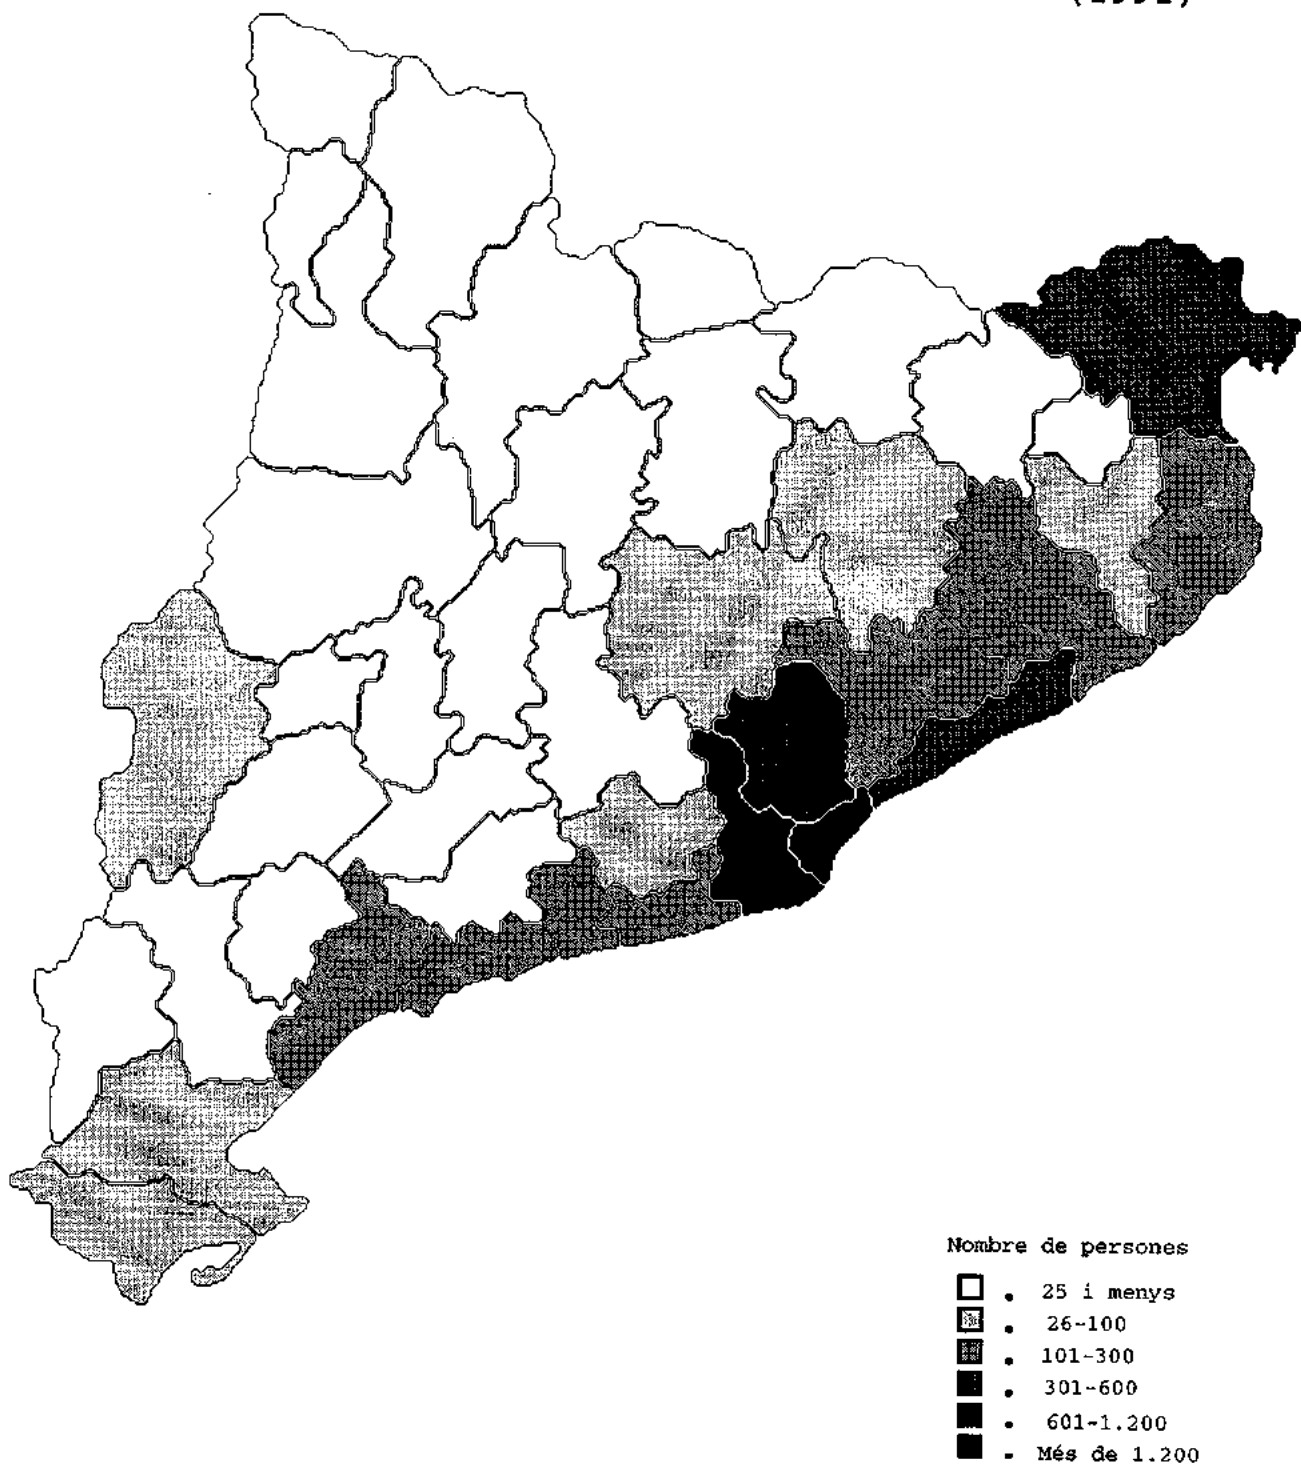 Nombre de persones
. 25 i menys
. 26-100
. 101-300
. 301-600
. 601-1.200
. Més de 1.200